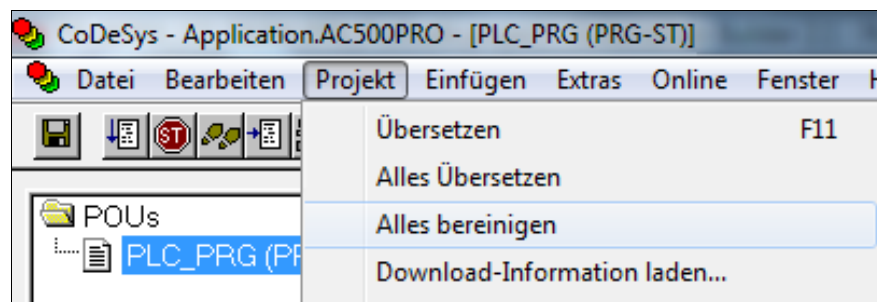 CoDeSys - Application.AC500PRO - [PLC_PRG (PRG-ST)]
Datei Bearbeiten Projekt Einfügen Extras Online Fenster
ST
Übersetzen F11
Alles Übersetzen
POUs
Alles bereinigen
PLC_PRG
Download-Information laden...